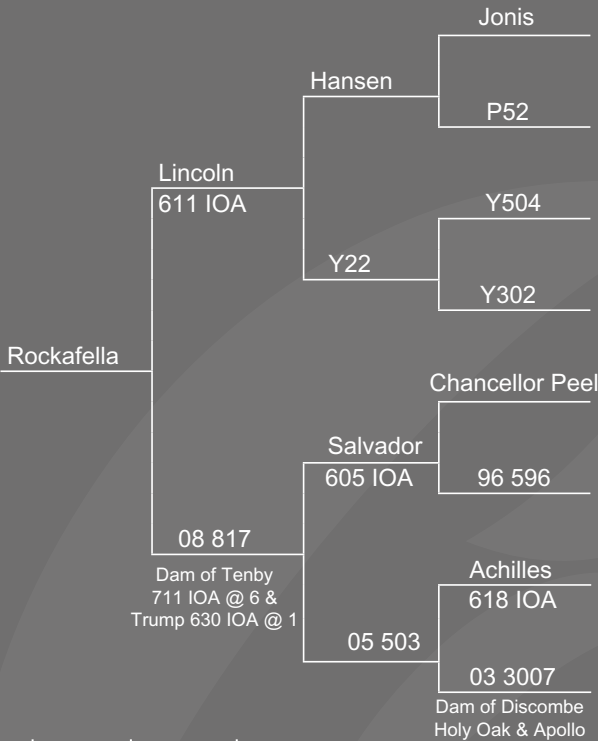 Jonis
Hansen
P52
Lincoln
611 IOA
Y504
Y22
Y302
Rockafella
Chancellor Peel
Salvador
605 IOA
96 596
08 817
Dam of Tenby
711 IOA @ 6 &
Trump 630 IOA @ 1
Achilles
618 IOA
05 503
03 3007
Dam of Discombe
Holy Oak & Apollo